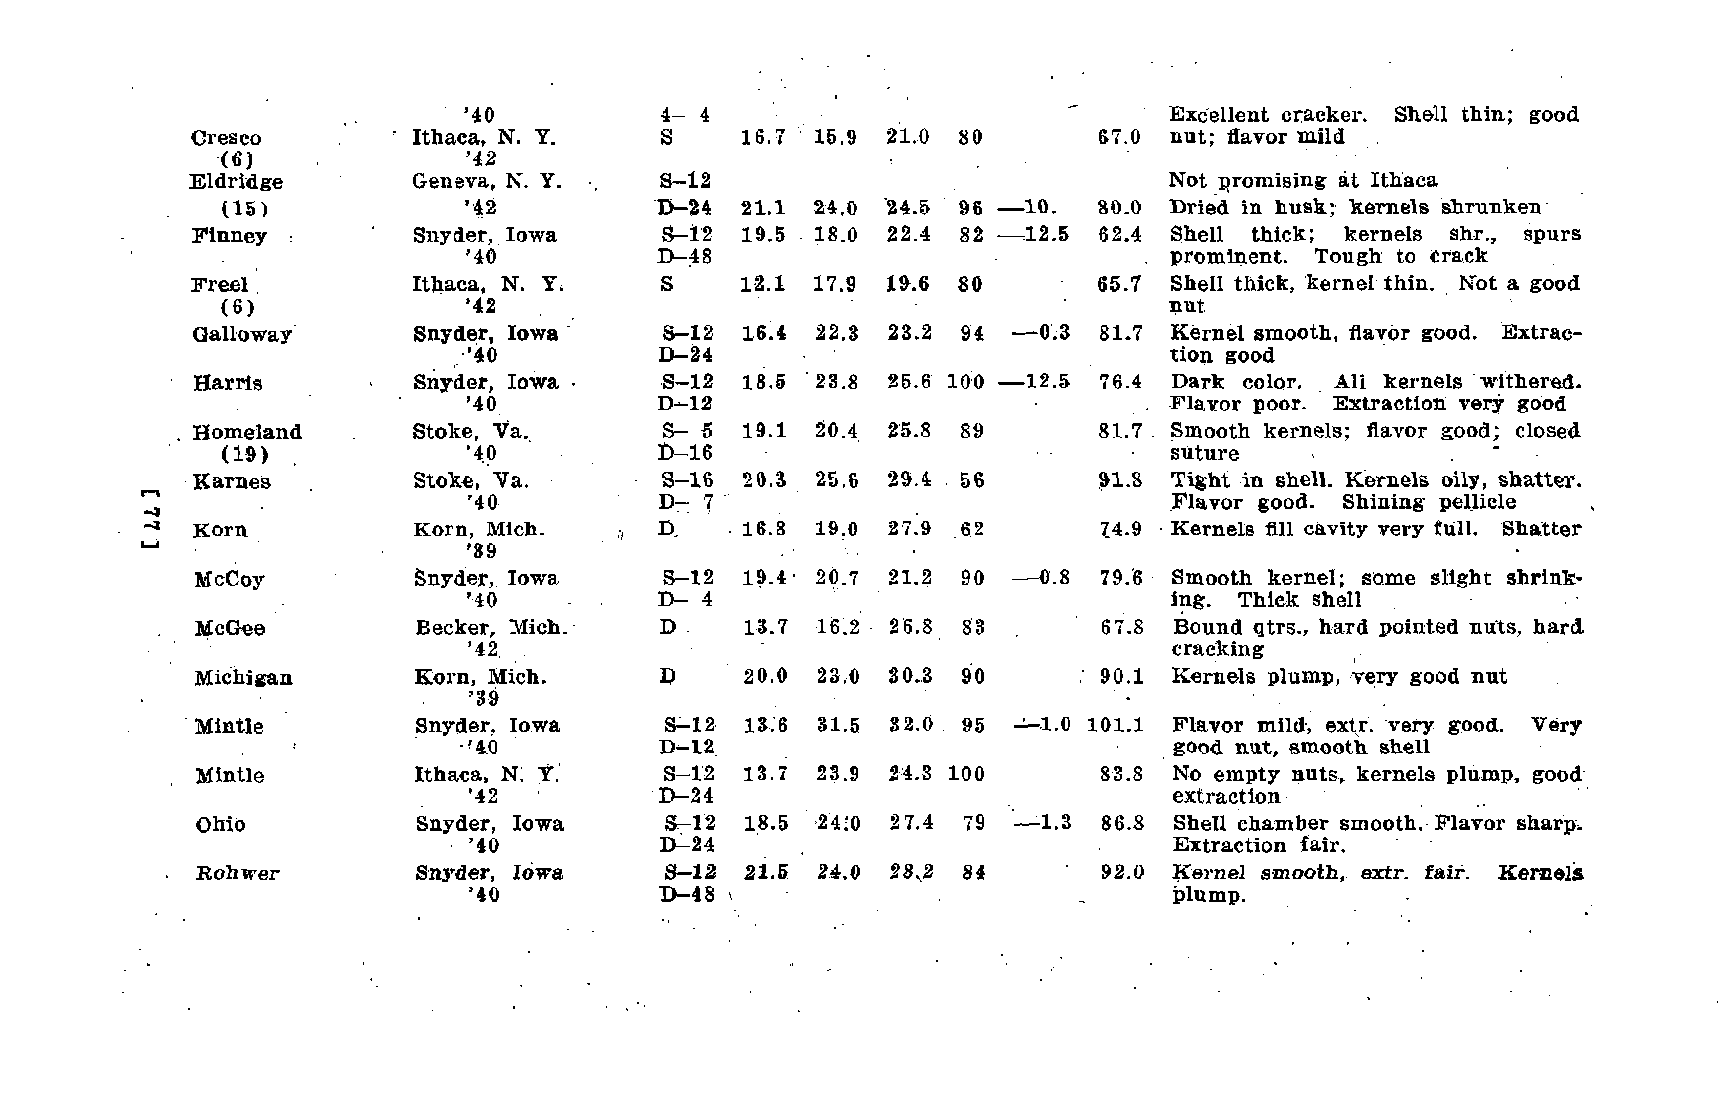 '40 4– 4 Excellent cracker. Shell thin; good
Cresco Ithaca, N. Y. S 16.7 15.9 21.0 80 67.0 nut; flavor mild
(6) '42
Eldridge Geneva, N. Y. S–12 Not promising at Ithaca
(15) '42 D–24 21.1 24.0 24.5 96 —10. 80.0 Dried in husk; kernels shrunken
Finney Snyder, Iowa S–12 19.5 18.0 22.4 82 —12.5 62.4 Shell thick; kernels shr., spurs
'40 D–48 prominent. Tough to crack
Freel Ithaca, N. Y. S 12.1 17.9 19.6 80 65.7 Shell thick, kernel thin. Not a good
(6) '42 nut
Galloway Snyder, Iowa S–12 16.4 22.3 23.2 94 —0.3 81.7 Kernel smooth, flavor good. Extrac-
'40 D–24 tion good
Harris Snyder, Iowa S–12 18.5 23.8 25.6 100 —12.5 76.4 Dark color. All kernels withered.
'40 D–12 Flavor poor. Extraction very good
Homeland Stoke, Va. S– 5 19.1 20.4 25.8 89 81.7 Smooth kernels; flavor good; closed
(19) '40 D–16 suture
Karnes Stoke, Va. S–16 20.3 25.6 29.4 56 91.8 Tight in shell. Kernels oily, shatter.
'40 D– 7 Flavor good. Shining pellicle
Korn Korn, Mich. D 16.8 19.0 27.9 62 74.9 Kernels fill cavity very full. Shatter
'39
McCoy Snyder, Iowa S–12 19.4 20.7 21.2 90 —0.8 79.6 Smooth kernel; some slight shrink-
'40 D– 4 ing. Thick shell
McGee Becker, Mich. D 13.7 16.2 26.8 83 67.8 Bound qtrs., hard pointed nuts, hard
'42 cracking
Michigan Korn, Mich. D 20.0 23.0 30.3 90 90.1 Kernels plump, very good nut
'39
Mintle Snyder, Iowa S–12 13.6 31.5 32.0 95 —1.0 101.1 Flavor mild, extr. very good. Very
'40 D–12 good nut, smooth shell
Mintle Ithaca, N. Y. S–12 13.7 23.9 24.3 100 83.8 No empty nuts, kernels plump, good
'42 D–24 extraction
Ohio Snyder, Iowa S–12 18.5 24.0 27.4 79 —1.3 86.8 Shell chamber smooth. Flavor sharp.
'40 D–24 Extraction fair.
Rohwer Snyder, Iowa S–12 21.5 24.0 28.2 84 92.0 Kernel smooth, extr. fair. Kernels
'40 D–48 plump.
[ 77 ]